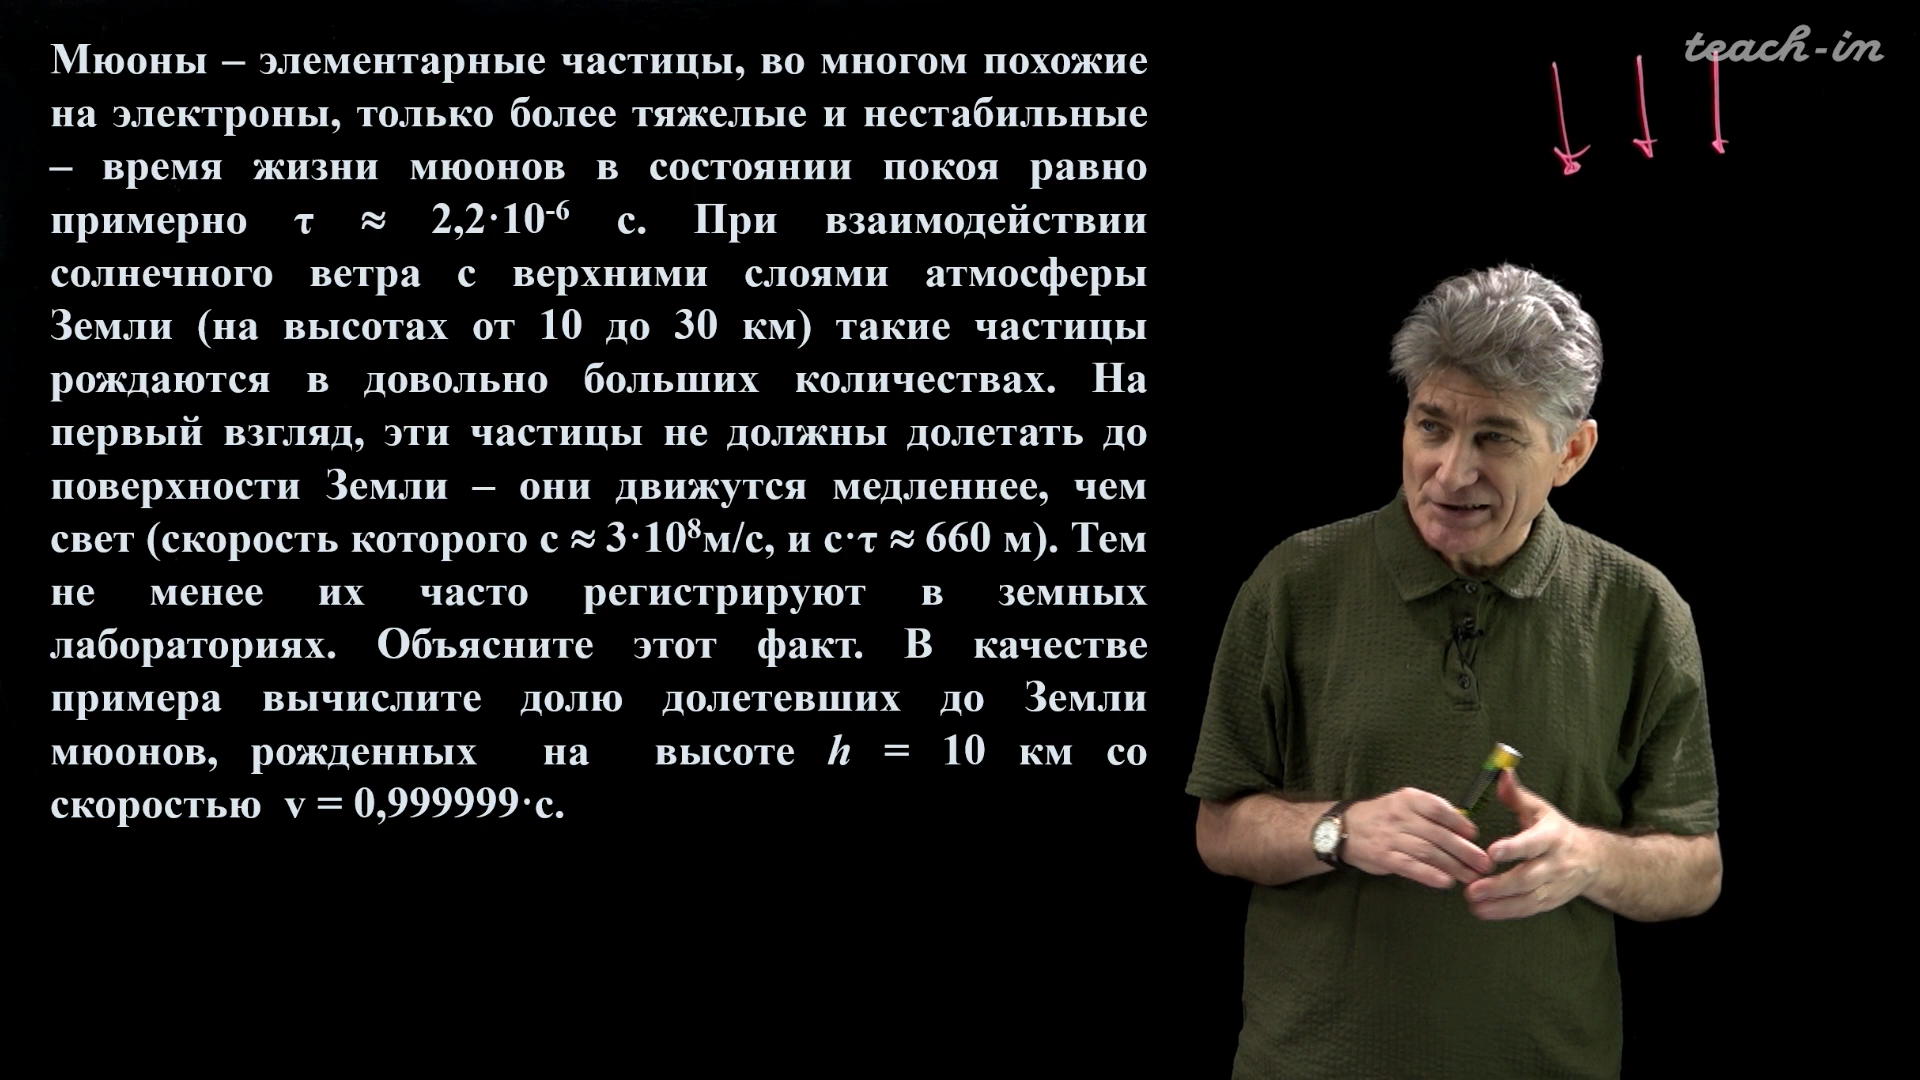 teach-in
Мюоны – элементарные частицы, во многом похожие
на электроны, только более тяжелые и нестабильные
– время жизни мюонов в состоянии покоя равно
примерно τ ≈ 2,2·10⁻⁶ с. При взаимодействии
солнечного ветра с верхними слоями атмосферы
Земли (на высотах от 10 до 30 км) такие частицы
рождаются в довольно больших количествах. На
первый взгляд, эти частицы не должны долетать до
поверхности Земли – они движутся медленнее, чем
свет (скорость которого с ≈ 3·10⁸м/с, и с·τ ≈ 660 м). Тем
не менее их часто регистрируют в земных
лабораториях. Объясните этот факт. В качестве
примера вычислите долю долетевших до Земли
мюонов, рожденных на высоте h = 10 км со
скоростью v = 0,999999·с.